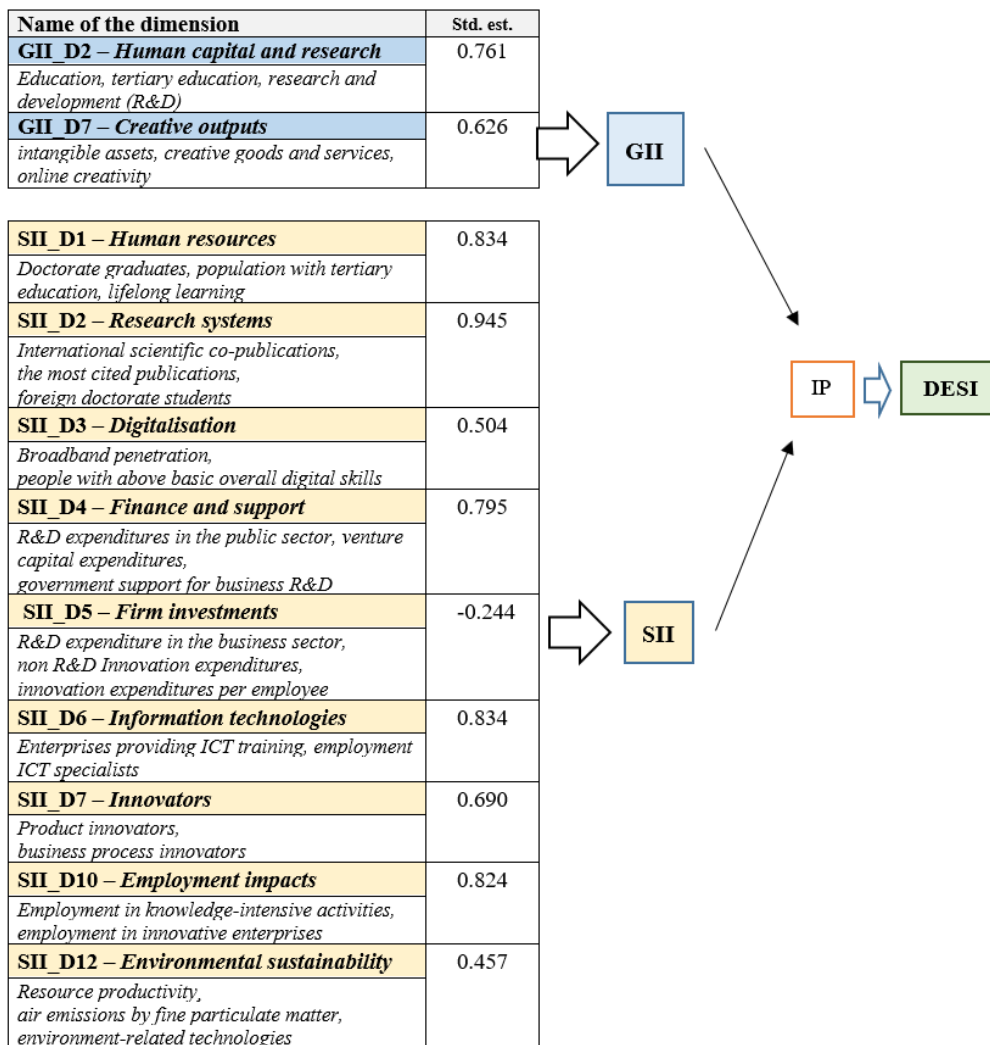 Name of the dimension Std. est.
GII_D2 – Human capital and research 0.761
Education, tertiary education, research and
development (R&D)
GII_D7 – Creative outputs 0.626
intangible assets, creative goods and services,
online creativity
GII
SII_D1 – Human resources 0.834
Doctorate graduates, population with tertiary
education, lifelong learning
SII_D2 – Research systems 0.945
International scientific co-publications,
the most cited publications,
foreign doctorate students
IP DESI
SII_D3 – Digitalisation 0.504
Broadband penetration,
people with above basic overall digital skills
SII_D4 – Finance and support 0.795
R&D expenditures in the public sector, venture
capital expenditures,
government support for business R&D
SII_D5 – Firm investments -0.244
R&D expenditure in the business sector,
non R&D Innovation expenditures,
innovation expenditures per employee
SII
SII_D6 – Information technologies 0.834
Enterprises providing ICT training, employment
ICT specialists
SII_D7 – Innovators 0.690
Product innovators,
business process innovators
SII_D10 – Employment impacts 0.824
Employment in knowledge-intensive activities,
employment in innovative enterprises
SII_D12 – Environmental sustainability 0.457
Resource productivity,
air emissions by fine particulate matter,
environment-related technologies